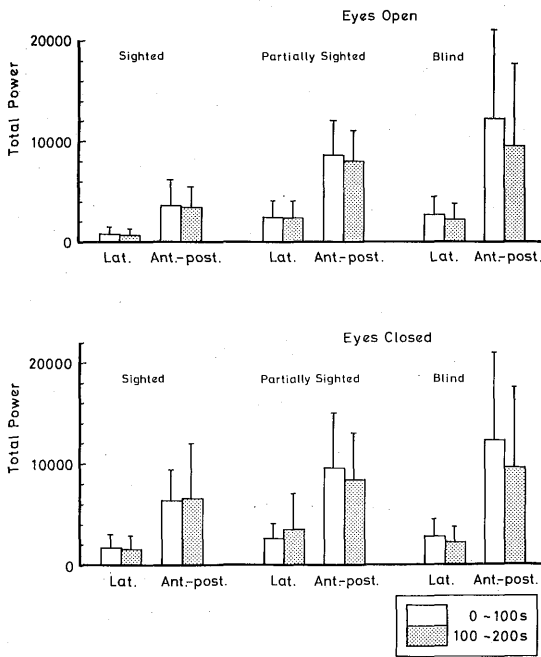 Eyes Open
Total Power
20000
10000
0
Sighted
Partially Sighted
Blind
Lat. Ant.-post. Lat. Ant.-post. Lat. Ant.-post.
Eyes Closed
Total Power
20000
10000
0
Sighted
Partially Sighted
Blind
Lat. Ant.-post. Lat. Ant.-post. Lat. Ant.-post.
0 ~100s
100 ~200s